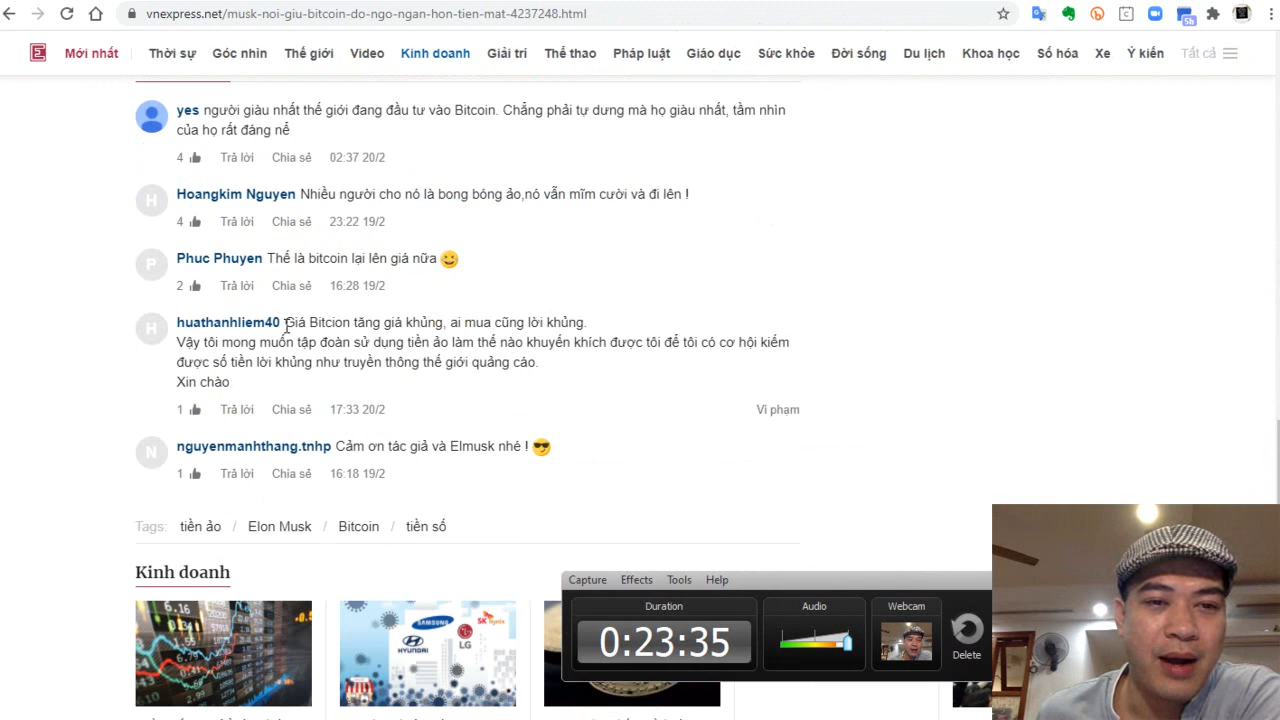 vnexpress.net/musk-noi-giu-bitcoin-do-ngo-ngan-hon-tien-mat-4237248.html
5h
Mới nhất Thời sự Góc nhìn Thế giới Video Kinh doanh Giải trí Thể thao Pháp luật Giáo dục Sức khỏe Đời sống Du lịch Khoa học Số hóa Xe Ý kiến Tất cả
yes người giàu nhất thế giới đang đầu tư vào Bitcoin. Chẳng phải tự dưng mà họ giàu nhất, tầm nhìn
của họ rất đáng nể
4 Trả lời Chia sẻ 02:37 20/2
H
Hoangkim Nguyen Nhiều người cho nó là bong bóng ảo,nó vẫn mĩm cười và đi lên !
4 Trả lời Chia sẻ 23:22 19/2
P
Phuc Phuyen Thế là bitcoin lại lên giá nữa
2 Trả lời Chia sẻ 16:28 19/2
H
huathanhliem40 Giá Bitcion tăng giá khủng, ai mua cũng lời khủng.
Vậy tôi mong muốn tập đoàn sử dụng tiền ảo làm thế nào khuyến khích được tôi để tôi có cơ hội kiểm
được số tiền lời khủng như truyền thông thế giới quảng cáo.
Xin chào
1 Trả lời Chia sẻ 17:33 20/2 Vi phạm
N
nguyenmanhthang.tnhp Cảm ơn tác giả và Elmusk nhé !
1 Trả lời Chia sẻ 16:18 19/2
Tags: tiền ảo / Elon Musk / Bitcoin / tiền số
Kinh doanh
6.16
SAMSUNG
HYUNDAI
LG
SK hynix
Capture Effects Tools Help
Duration Audio Webcam
0:23:35
Delete